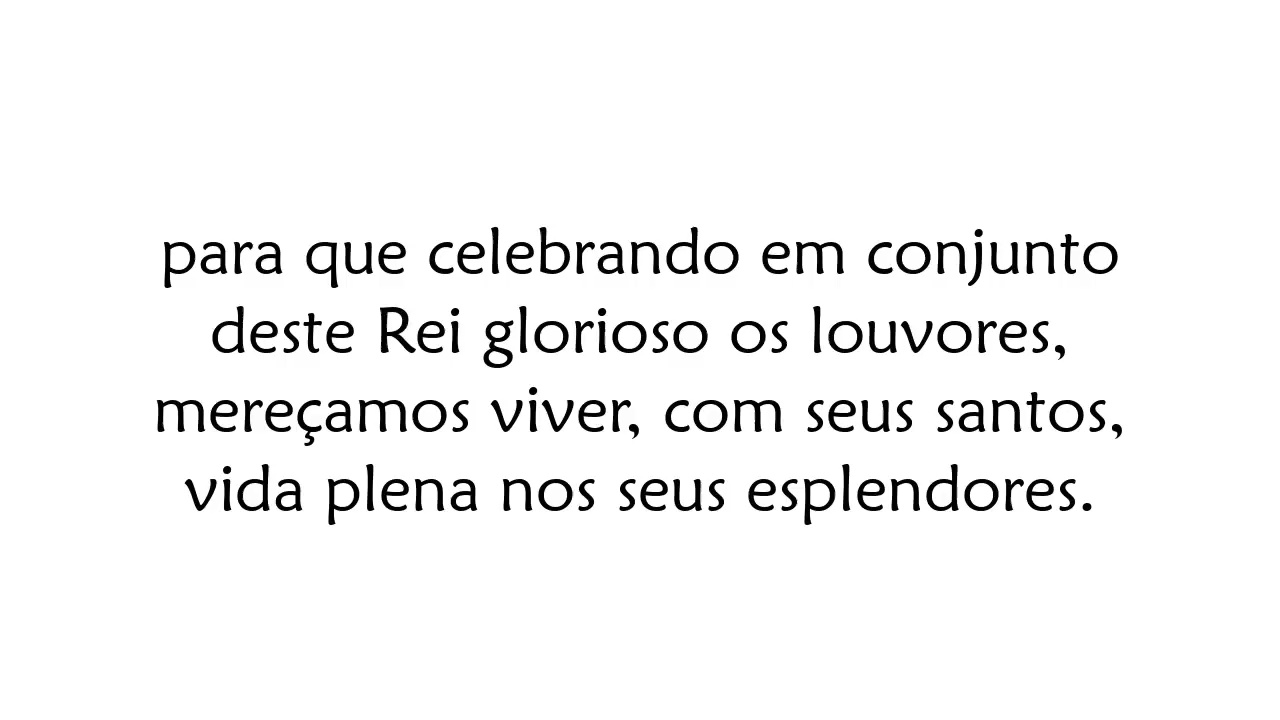 para que celebrando em conjunto
deste Rei glorioso os louvores,
mereçamos viver, com seus santos,
vida plena nos seus esplendores.